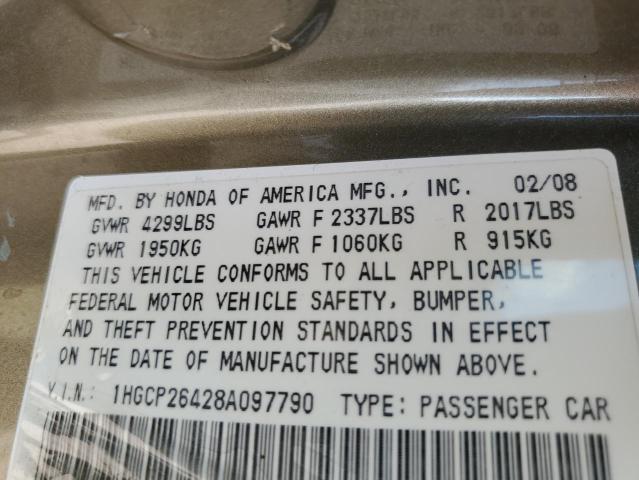 MFD. BY HONDA OF AMERICA MFG., INC. 02/08
GVWR 4299LBS GAWR F 2337LBS R 2017LBS
GVWR 1950KG GAWR F 1060KG R 915KG
THIS VEHICLE CONFORMS TO ALL APPLICABLE
FEDERAL MOTOR VEHICLE SAFETY, BUMPER,
AND THEFT PREVENTION STANDARDS IN EFFECT
ON THE DATE OF MANUFACTURE SHOWN ABOVE.
V.I.N.: 1HGCP26428A097790 TYPE: PASSENGER CAR